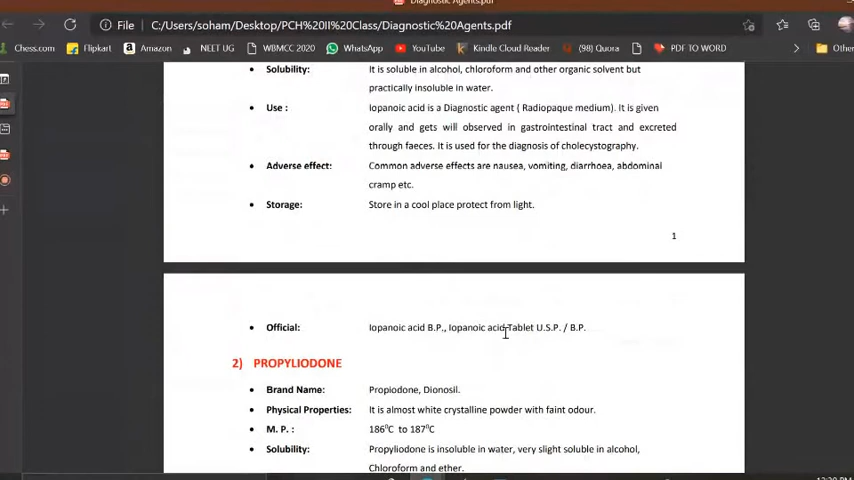 Diagnostic Agents.pdf
File C:/Users/soham/Desktop/PCH%20II%20Class/Diagnostic%20Agents.pdf
Chess.com Flipkart Amazon NEET UG WBMCC 2020 WhatsApp YouTube Kindle Cloud Reader (98) Quora PDF TO WORD Other
• Solubility: It is soluble in alcohol, chloroform and other organic solvent but
practically insoluble in water.
• Use : Iopanoic acid is a Diagnostic agent ( Radiopaque medium). It is given
orally and gets will observed in gastrointestinal tract and excreted
through faeces. It is used for the diagnosis of cholecystography.
• Adverse effect: Common adverse effects are nausea, vomiting, diarrhoea, abdominal
cramp etc.
• Storage: Store in a cool place protect from light.
1
• Official: Iopanoic acid B.P., Iopanoic acid Tablet U.S.P. / B.P.
2) PROPYLIODONE
• Brand Name: Propiodone, Dionosil.
• Physical Properties: It is almost white crystalline powder with faint odour.
• M. P. : 186⁰C to 187⁰C
• Solubility: Propyliodone is insoluble in water, very slight soluble in alcohol,
Chloroform and ether.